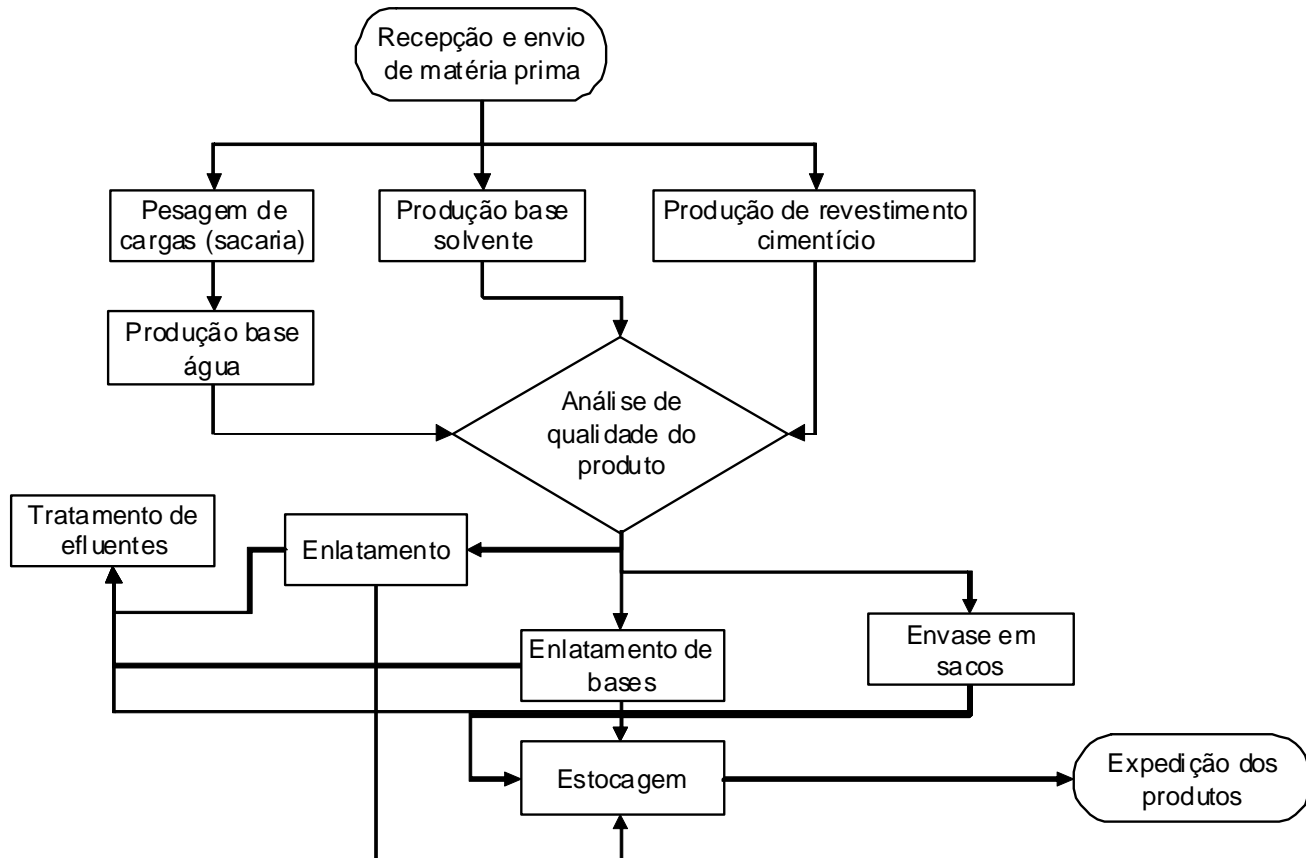 Recepção e envio
de matéria prima
Pesagem de
cargas (sacaria)
Produção base
solvente
Produção de revestimento
cimentício
Produção base
água
Análise de
qualidade do
produto
Tratamento de
efluentes
Enlatamento
Enlatamento de
bases
Envase em
sacos
Estocagem
Expedição dos
produtos